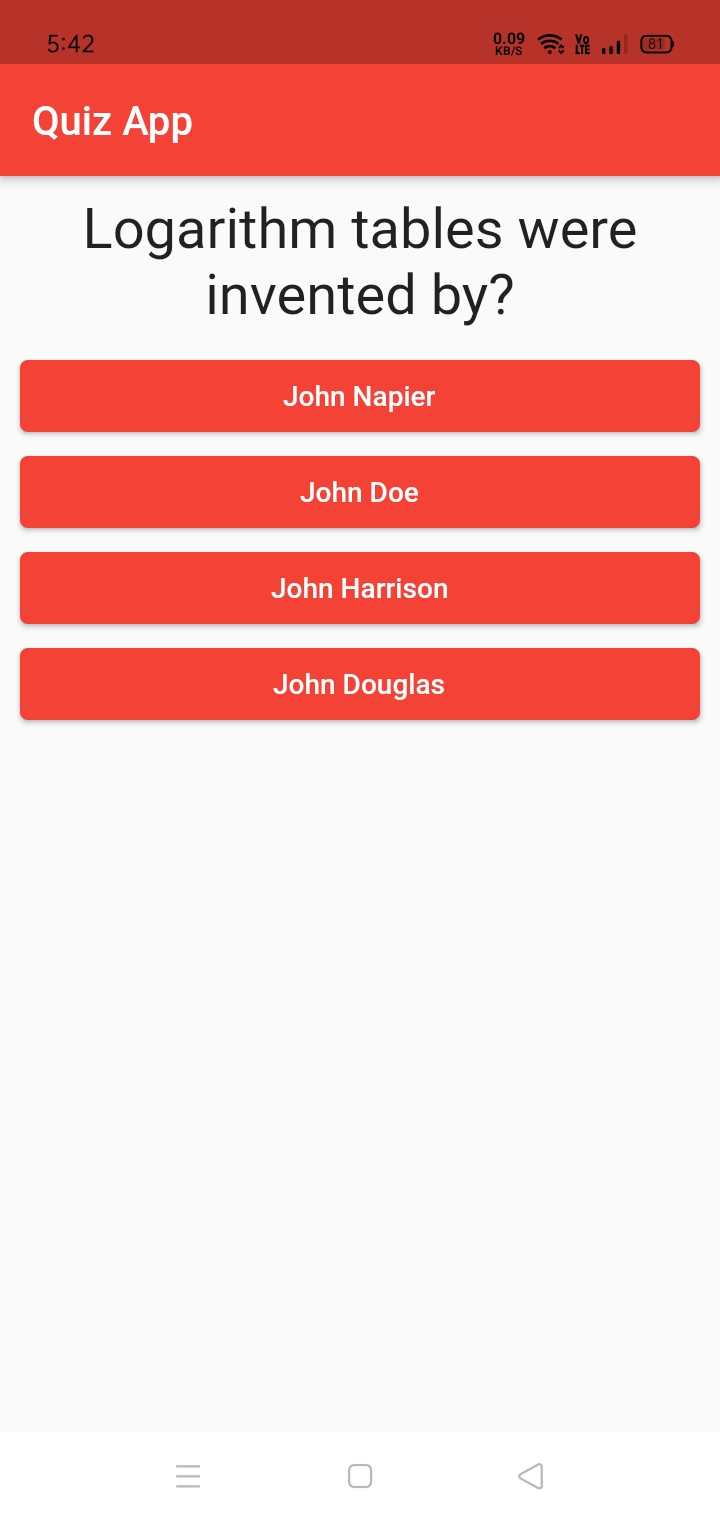 5:42
0.09
KB/S
Vo
LTE
81
Quiz App
Logarithm tables were
invented by?
John Napier
John Doe
John Harrison
John Douglas